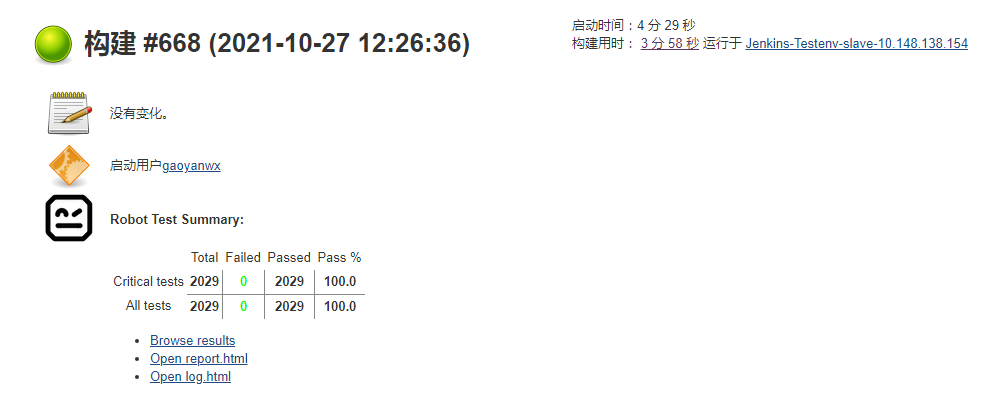 构建 #668 (2021-10-27 12:26:36)
启动时间：4 分 29 秒
构建用时： 3 分 58 秒 运行于 Jenkins-Testenv-slave-10.148.138.154
没有变化。
启动用户gaoyanwx
Robot Test Summary:
Total Failed Passed Pass %
Critical tests 2029 0 2029 100.0
All tests 2029 0 2029 100.0
Browse results
Open report.html
Open log.html